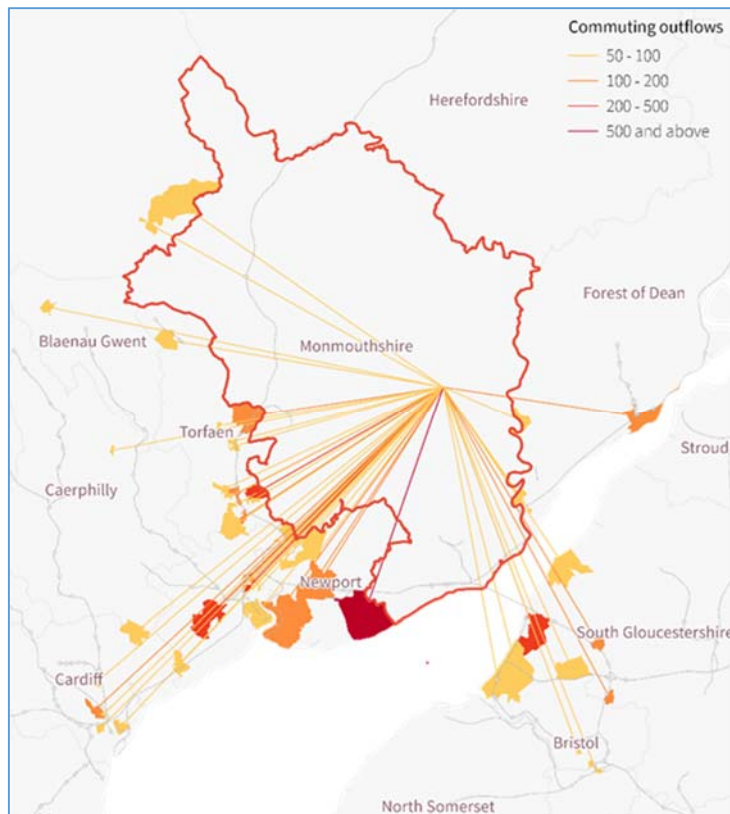 Commuting outflows
50 - 100
100 - 200
200 - 500
500 and above
Herefordshire
Forest of Dean
Blaenau Gwent
Monmouthshire
Torfaen
Stroud
Caerphilly
Newport
South Gloucestershire
Cardiff
Bristol
North Somerset